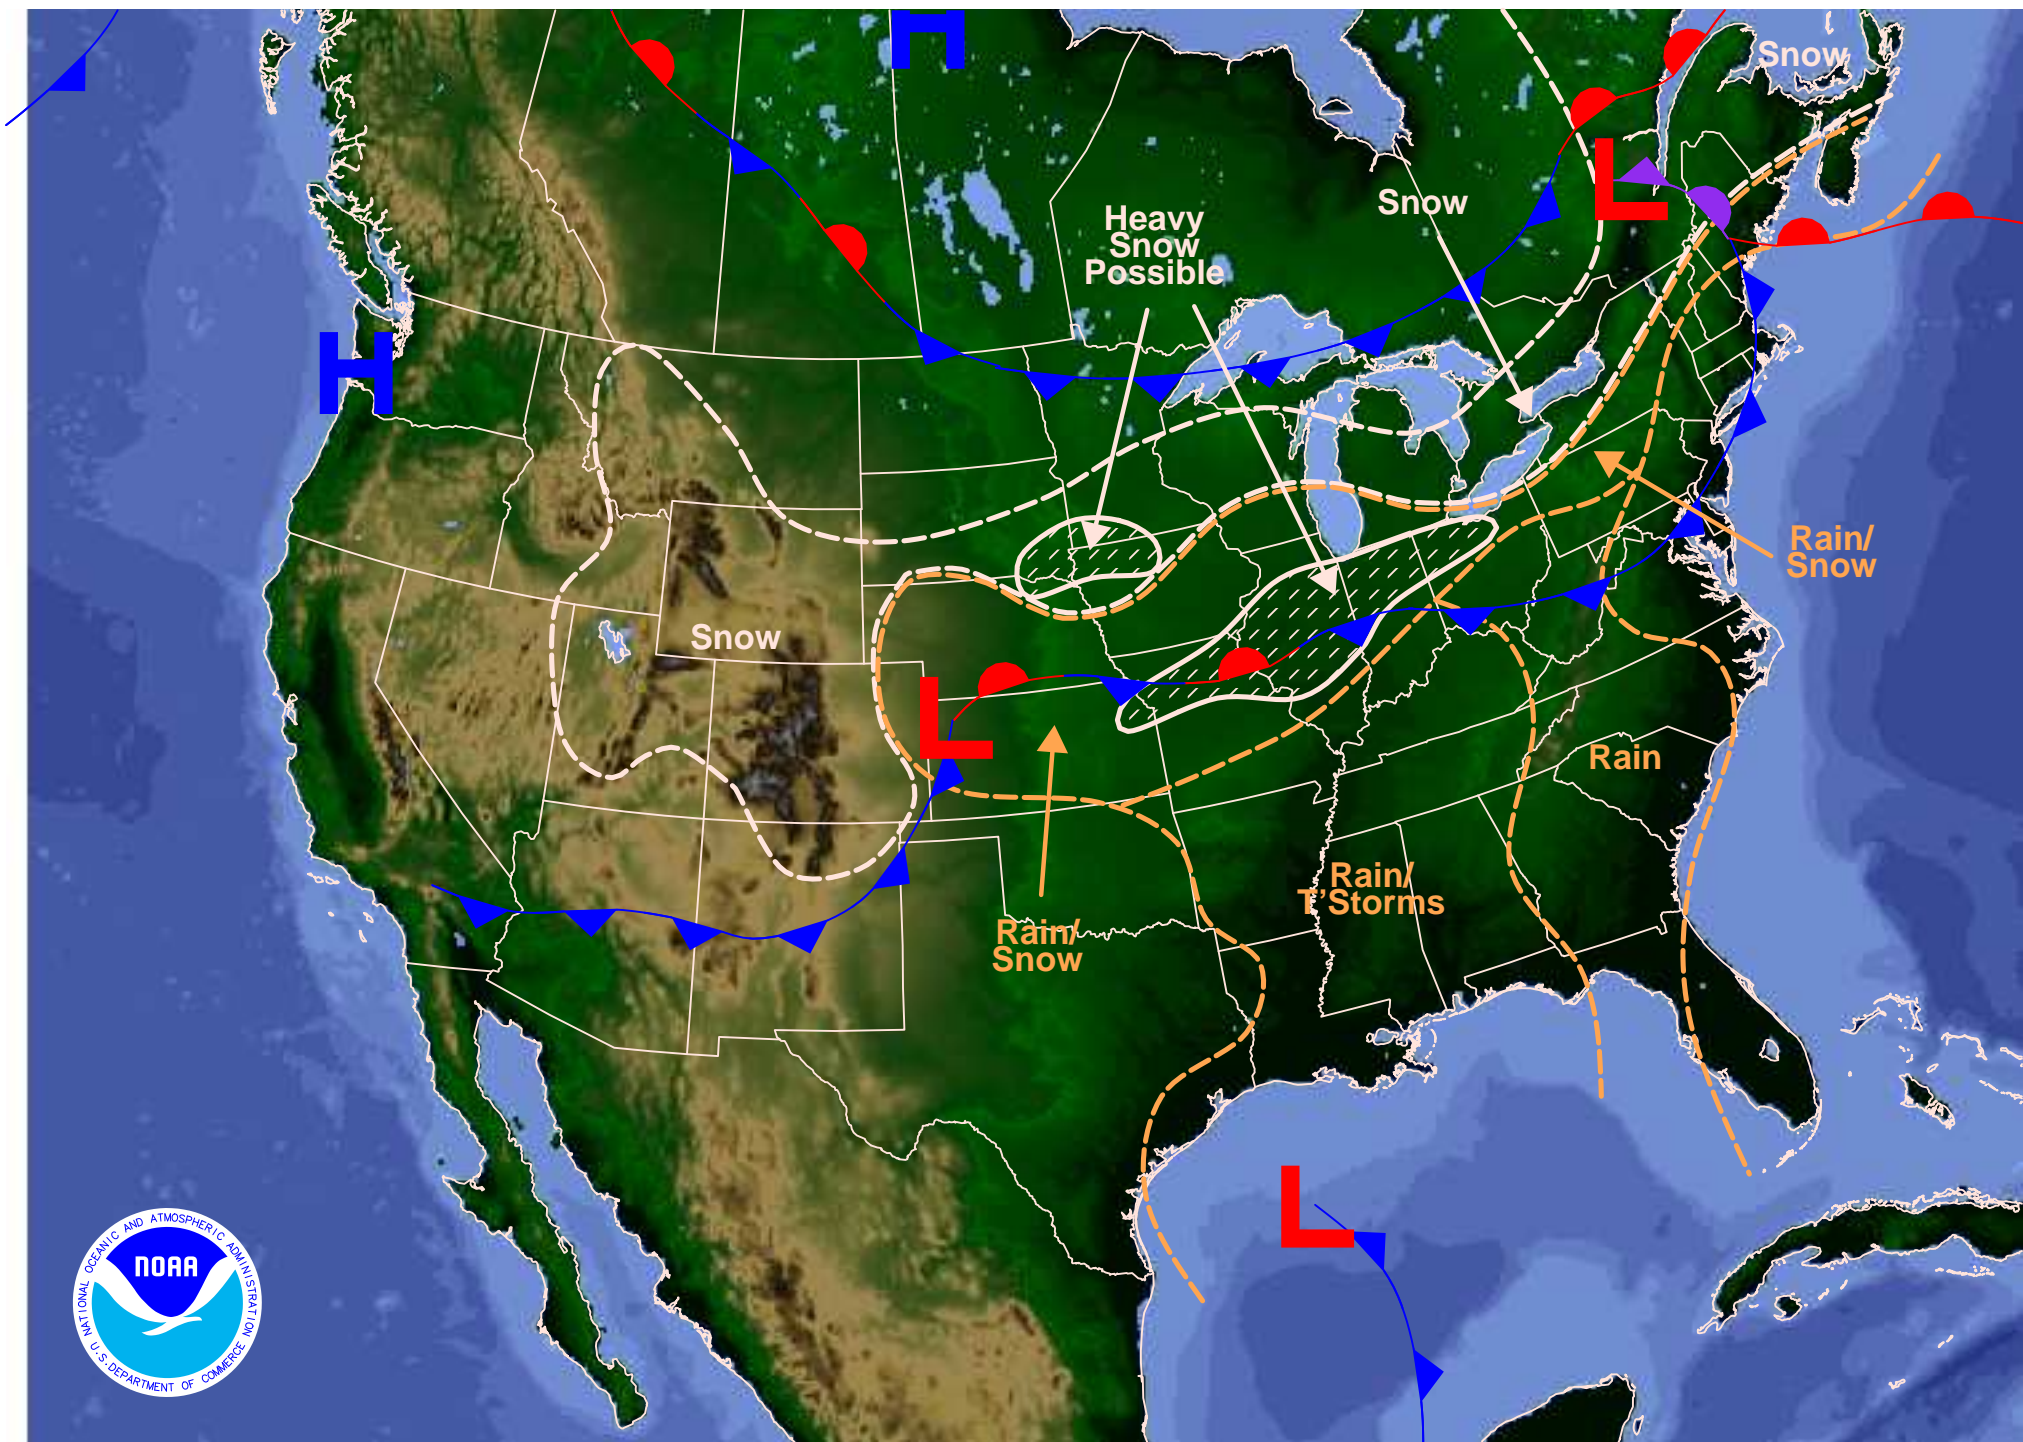 H
Snow
L
Snow
Heavy
Snow
Possible
H
Rain/
Snow
Snow
L
Rain
Rain/
T'Storms
Rain/
Snow
L
NATIONAL OCEANIC AND ATMOSPHERIC ADMINISTRATION
NOAA
U.S. DEPARTMENT OF COMMERCE